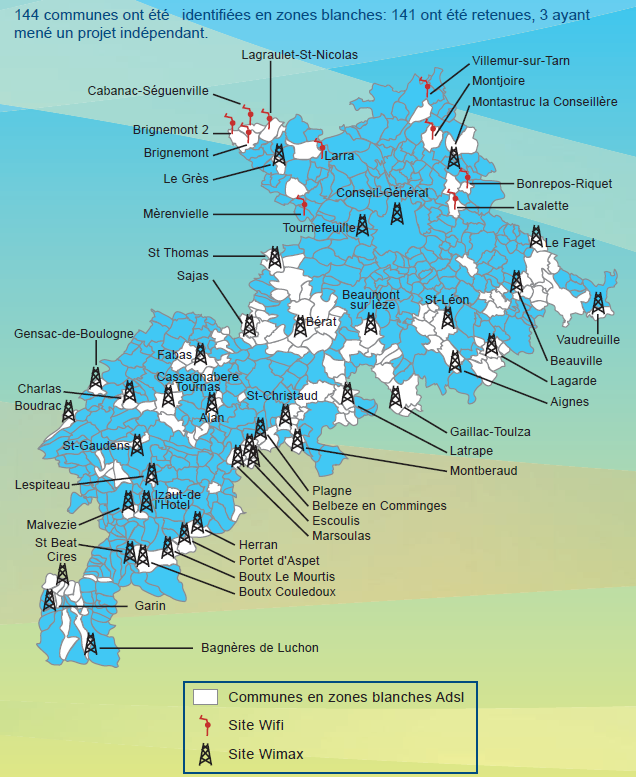 144 communes ont été identifiées en zones blanches: 141 ont été retenues, 3 ayant
mené un projet indépendant.
Lagraulet-St-Nicolas
Villemur-sur-Tarn
Montjoire
Cabanac-Séguenville
Montastruc la Conseillère
Brignemont 2
Brignemont
Larra
Le Grès
Bonrepos-Riquet
Conseil-Général
Lavalette
Mèrenvielle
Tournefeuille
Le Faget
St Thomas
Sajas
Beaumont
sur lèze
St-Léon
Bérat
Gensac-de-Boulogne
Vaudreuille
Fabas
Beauville
Cassagnabere
Tournas
Lagarde
Charlas
St-Christaud
Aignes
Boudrac
Alan
Gaillac-Toulza
St-Gaudens
Latrape
Montberaud
Lespiteau
Plagne
Izaut-de
l'Hotel
Belbeze en Comminges
Malvezie
Escoulis
Marsoulas
St Beat
Herran
Cires
Portet d'Aspet
Boutx Le Mourtis
Boutx Couledoux
Garin
Bagnères de Luchon
Communes en zones blanches Adsl
Site Wifi
Site Wimax